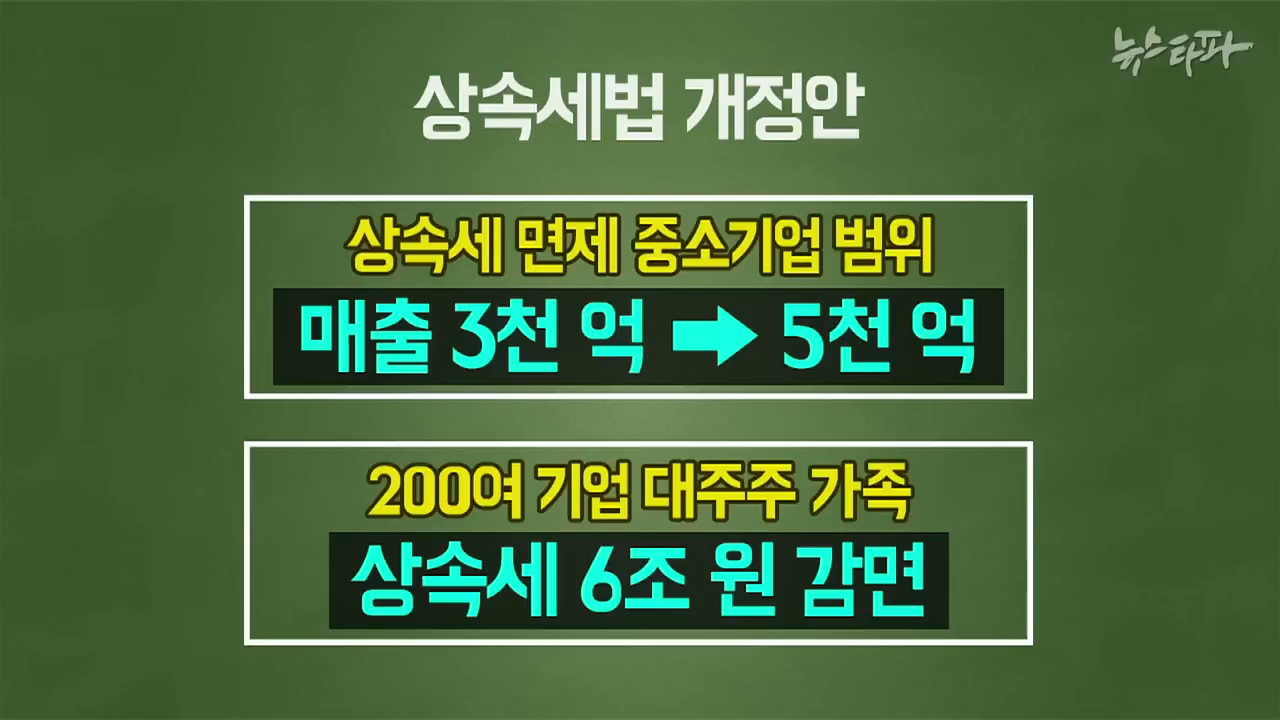 뉴스타파
상속세법 개정안
상속세 면제 중소기업 범위
매출 3천 억 ➡ 5천 억
200여 기업 대주주 가족
상속세 6조 원 감면